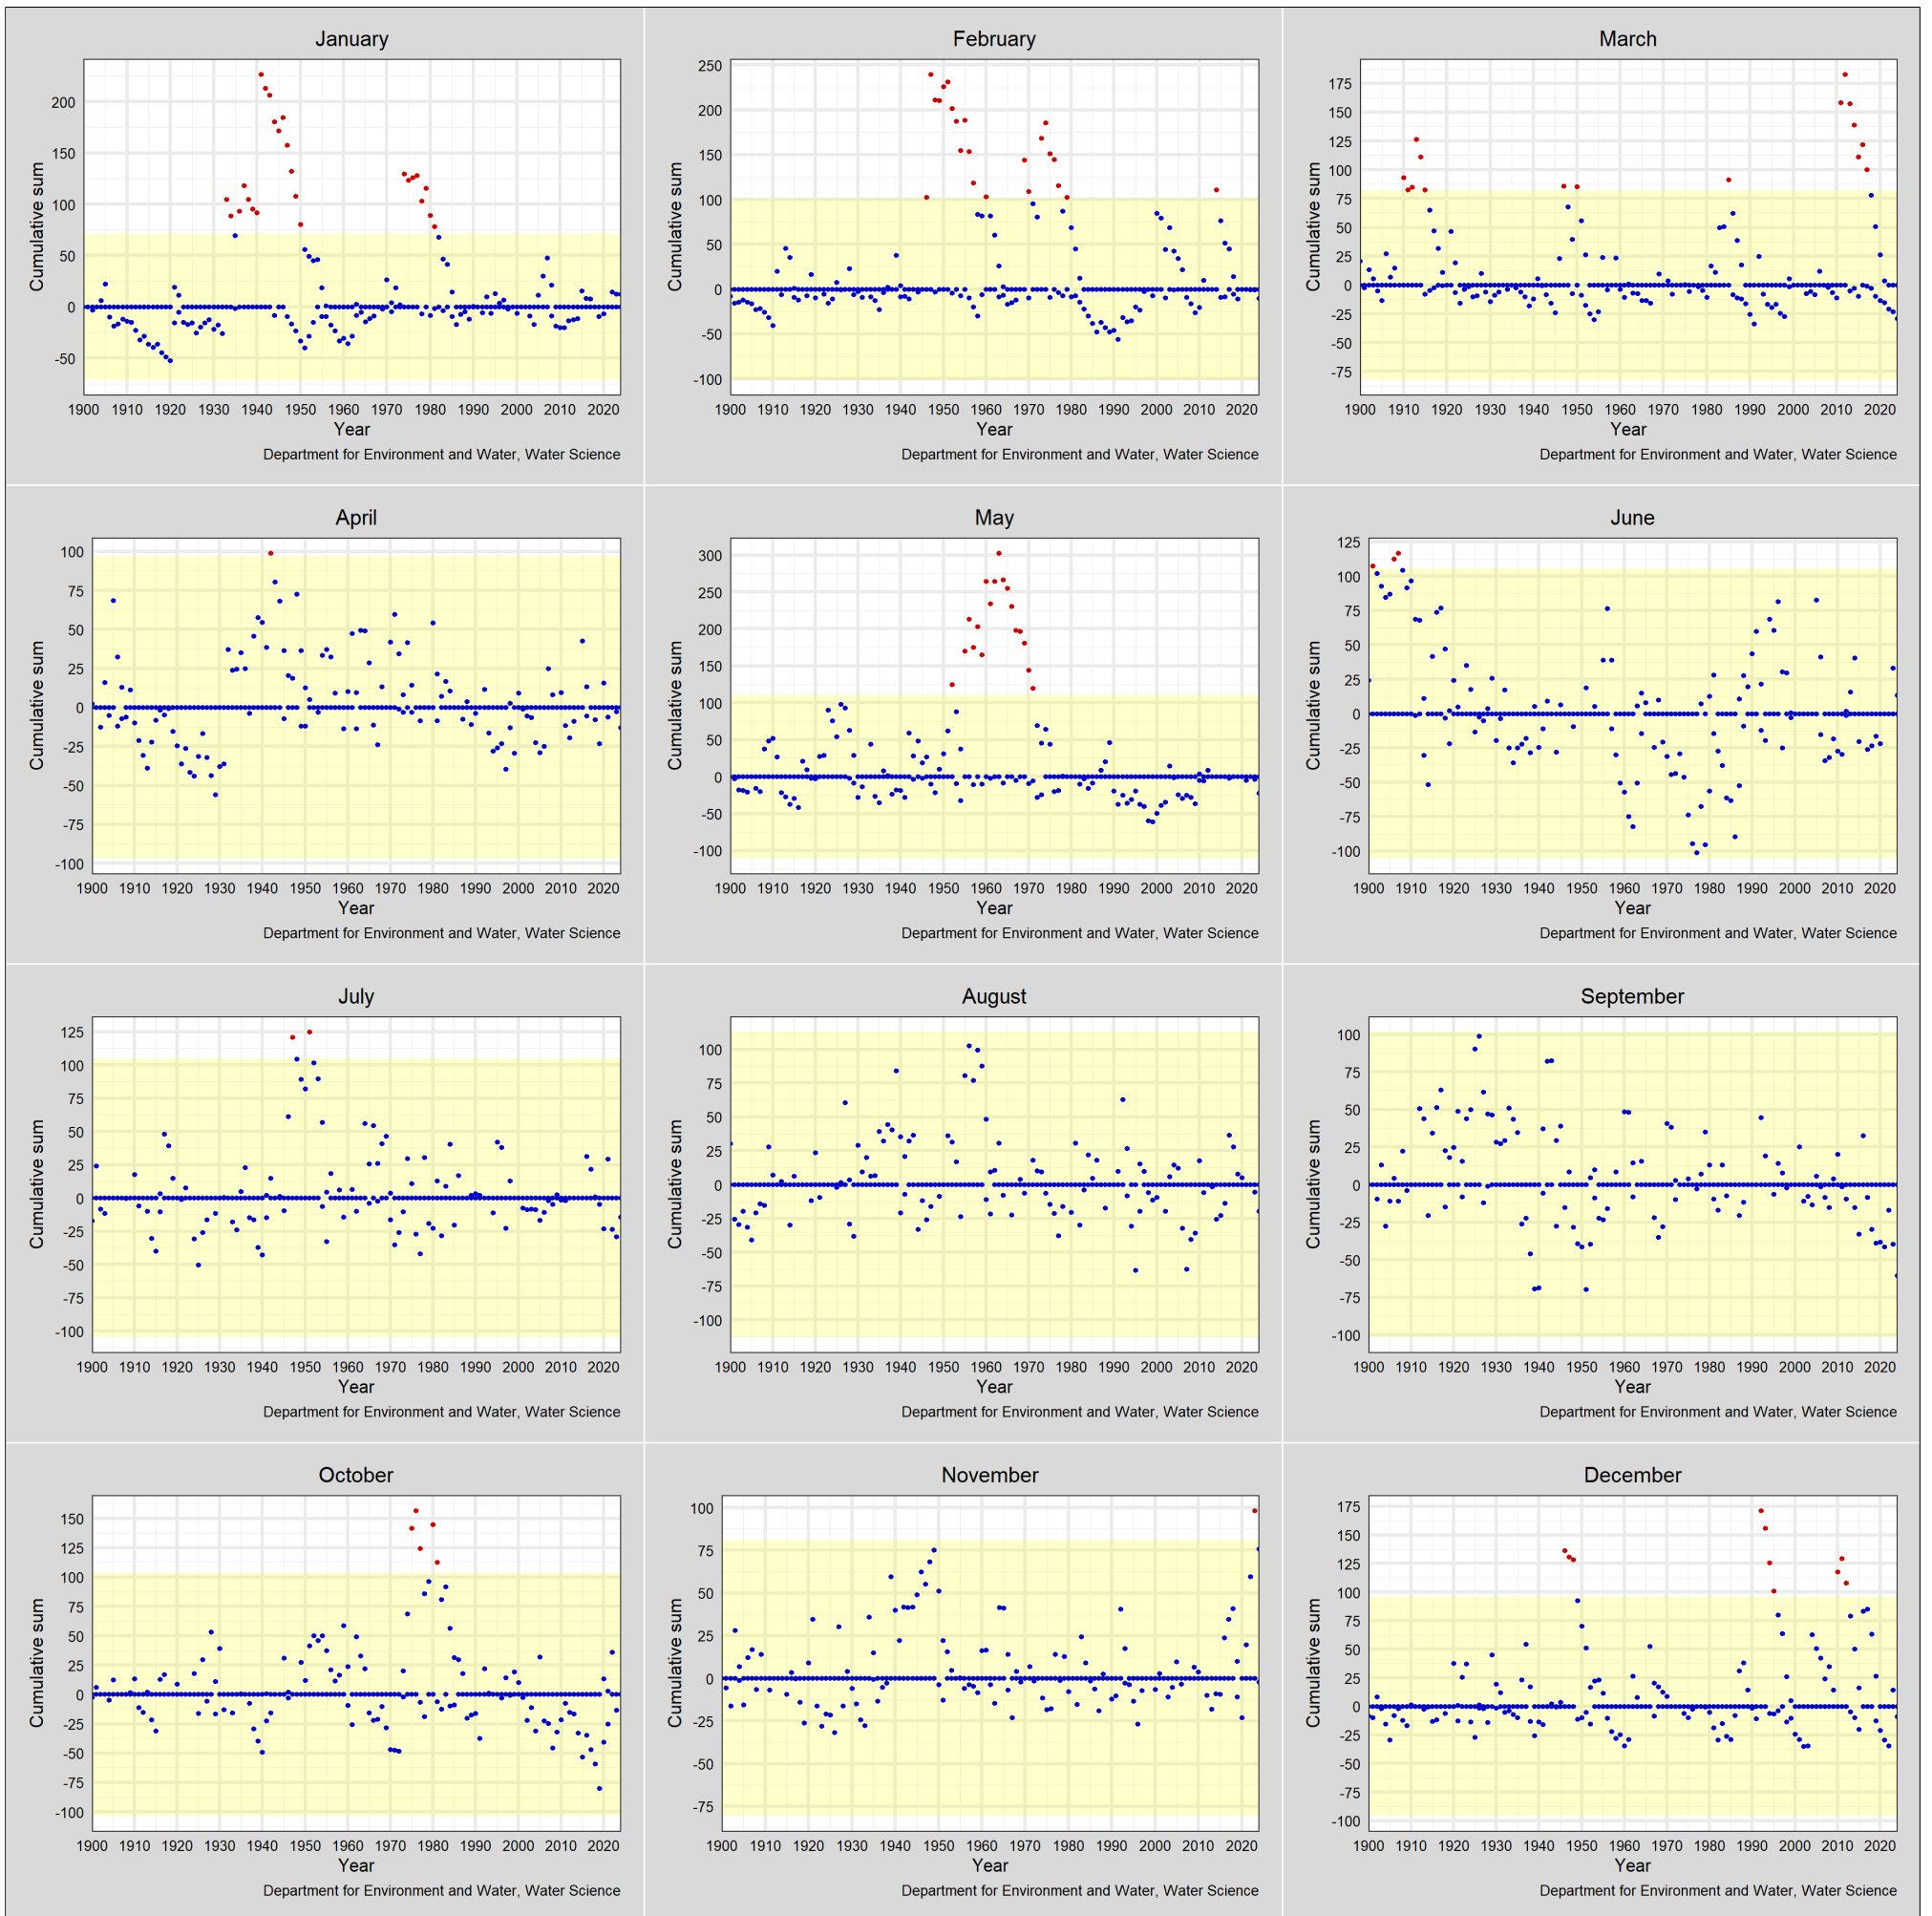 January
February
March
200
150
100
50
0
-50
Cumulative sum
1900 1910 1920 1930 1940 1950 1960 1970 1980 1990 2000 2010 2020
Year
Department for Environment and Water, Water Science
250
200
150
100
50
0
-50
-100
Cumulative sum
1900 1910 1920 1930 1940 1950 1960 1970 1980 1990 2000 2010 2020
Year
Department for Environment and Water, Water Science
175
150
125
100
75
50
25
0
-25
-50
-75
Cumulative sum
1900 1910 1920 1930 1940 1950 1960 1970 1980 1990 2000 2010 2020
Year
Department for Environment and Water, Water Science
April
May
June
100
75
50
25
0
-25
-50
-75
-100
Cumulative sum
1900 1910 1920 1930 1940 1950 1960 1970 1980 1990 2000 2010 2020
Year
Department for Environment and Water, Water Science
300
250
200
150
100
50
0
-50
-100
Cumulative sum
1900 1910 1920 1930 1940 1950 1960 1970 1980 1990 2000 2010 2020
Year
Department for Environment and Water, Water Science
125
100
75
50
25
0
-25
-50
-75
-100
Cumulative sum
1900 1910 1920 1930 1940 1950 1960 1970 1980 1990 2000 2010 2020
Year
Department for Environment and Water, Water Science
July
August
September
125
100
75
50
25
0
-25
-50
-75
-100
Cumulative sum
1900 1910 1920 1930 1940 1950 1960 1970 1980 1990 2000 2010 2020
Year
Department for Environment and Water, Water Science
100
75
50
25
0
-25
-50
-75
-100
Cumulative sum
1900 1910 1920 1930 1940 1950 1960 1970 1980 1990 2000 2010 2020
Year
Department for Environment and Water, Water Science
100
75
50
25
0
-25
-50
-75
-100
Cumulative sum
1900 1910 1920 1930 1940 1950 1960 1970 1980 1990 2000 2010 2020
Year
Department for Environment and Water, Water Science
October
November
December
150
125
100
75
50
25
0
-25
-50
-75
-100
Cumulative sum
1900 1910 1920 1930 1940 1950 1960 1970 1980 1990 2000 2010 2020
Year
Department for Environment and Water, Water Science
100
75
50
25
0
-25
-50
-75
Cumulative sum
1900 1910 1920 1930 1940 1950 1960 1970 1980 1990 2000 2010 2020
Year
Department for Environment and Water, Water Science
175
150
125
100
75
50
25
0
-25
-50
-75
-100
Cumulative sum
1900 1910 1920 1930 1940 1950 1960 1970 1980 1990 2000 2010 2020
Year
Department for Environment and Water, Water Science